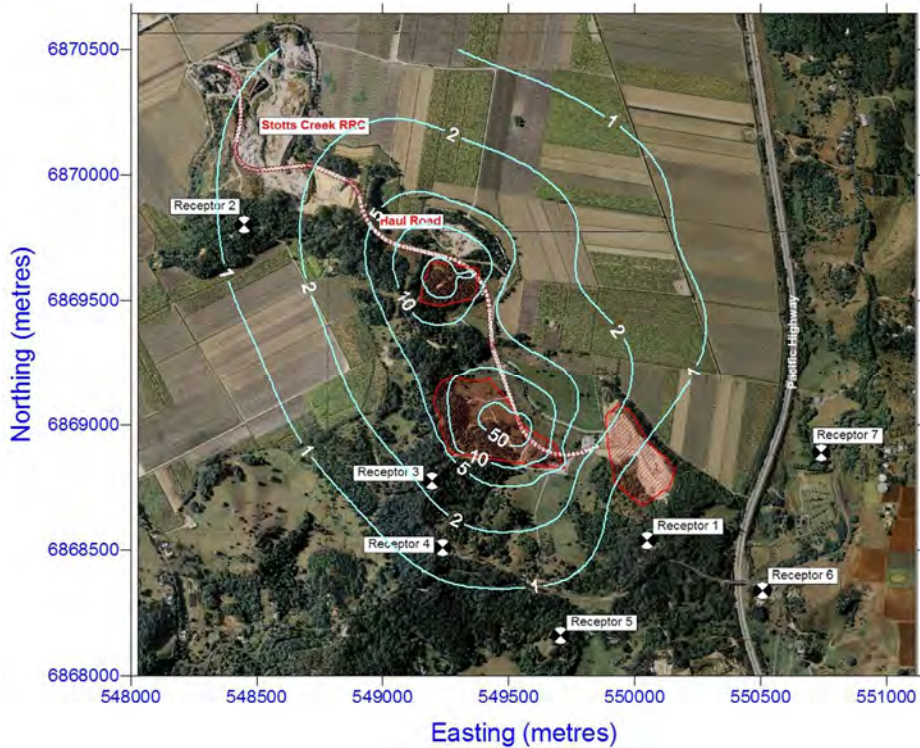 6870500
6870000
6869500
6869000
6868500
6868000
Northing (metres)
548000
548500
549000
549500
550000
550500
551000
Easting (metres)
Stotts Creek RRC
Haul Road
Pacific Highway
Receptor 2
Receptor 3
Receptor 4
Receptor 5
Receptor 1
Receptor 6
Receptor 7
1
2
1
2
10
2
1
1
50
10
5
2
1